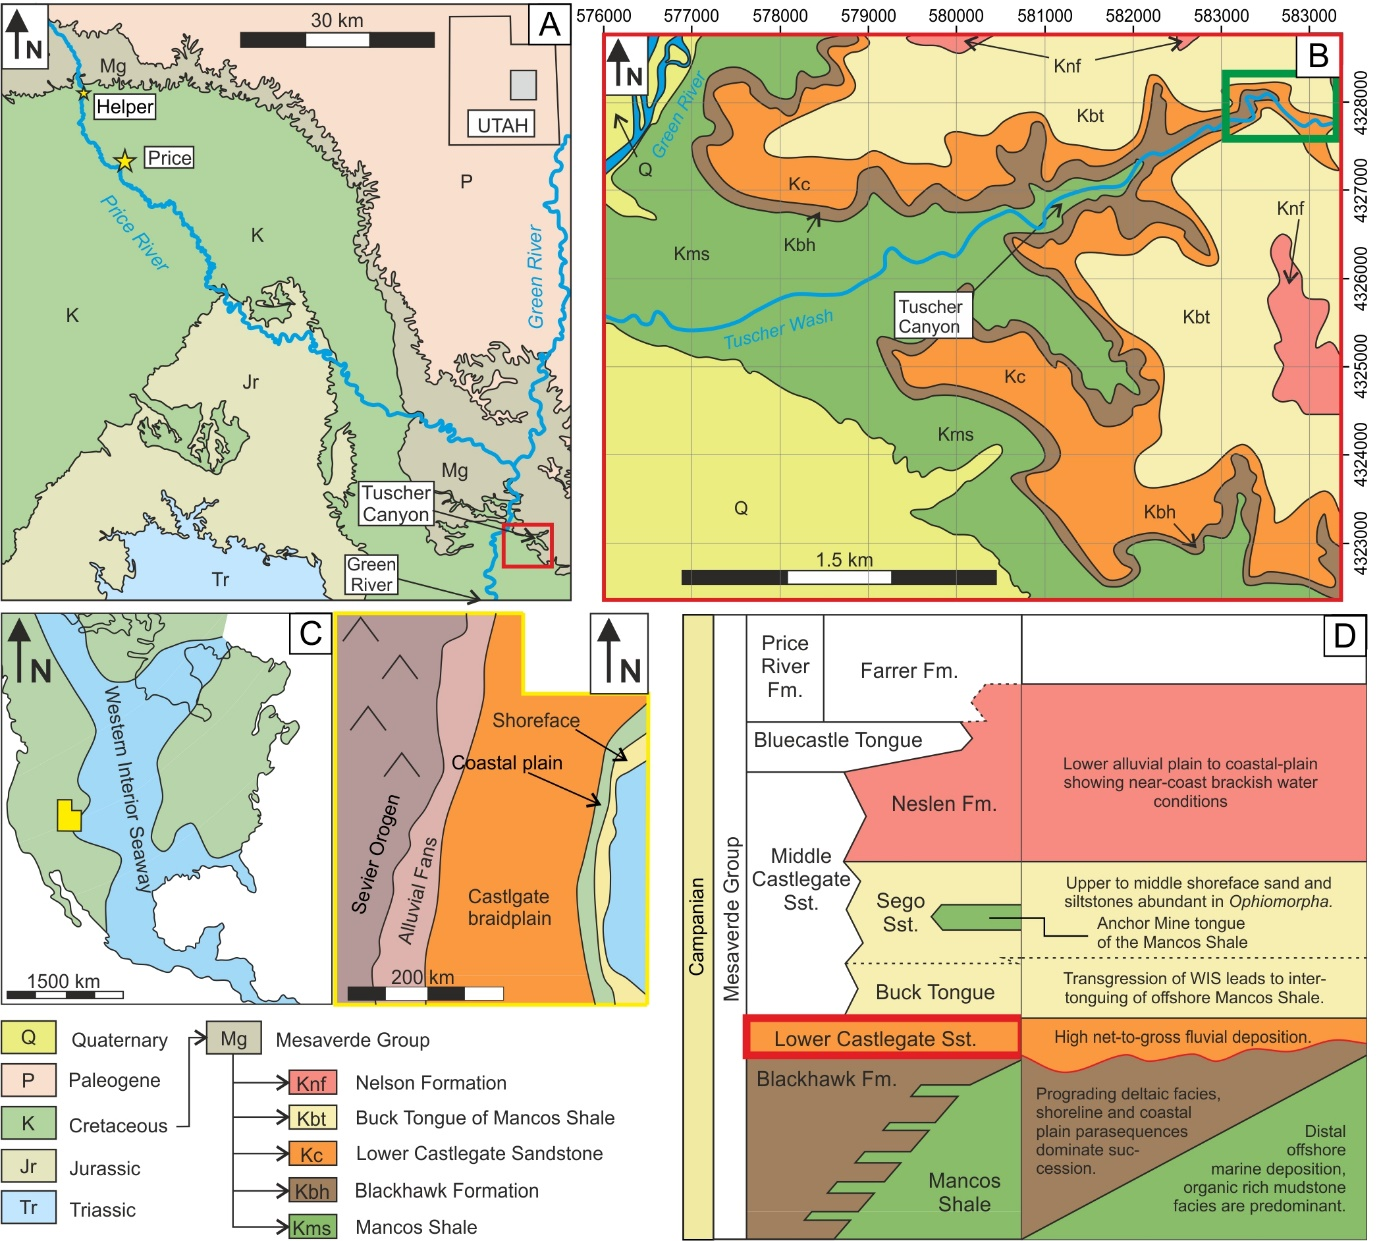 A
N
30 km
Mg
Helper
UTAH
Price
P
Price River
K
Green River
K
Jr
Mg
Tuscher
Canyon
Green
River
Tr
576000
577000
578000
579000
580000
581000
582000
583000
583000
B
N
Knf
Green River
Kbt
Q
Kc
Kbh
Kms
Knf
Tuscher
Canyon
Tuscher Wash
Kbt
Kc
Kms
Q
Kbh
1.5 km
4328000
4327000
4326000
4325000
4324000
4323000
C
N
Western Interior Seaway
1500 km
N
Shoreface
Coastal plain
Sevier Orogen
Alluvial Fans
Castlgate
braidplain
200 km
D
Campanian
Mesaverde Group
Price
River
Fm.
Farrer Fm.
Bluecastle Tongue
Neslen Fm.
Lower alluvial plain to coastal-plain
showing near-coast brackish water
conditions
Middle
Castlegate
Sst.
Sego
Sst.
Upper to middle shoreface sand and
siltstones abundant in Ophiomorpha.
Anchor Mine tongue
of the Mancos Shale
Buck Tongue
Transgression of WIS leads to inter-
tonguing of offshore Mancos Shale.
Lower Castlegate Sst.
High net-to-gross fluvial deposition.
Blackhawk Fm.
Prograding deltaic facies,
shoreline and coastal
plain parasequences
dominate suc-
cession.
Mancos
Shale
Distal
offshore
marine deposition,
organic rich mudstone
facies are predominant.
Q Quaternary
P Paleogene
K Cretaceous
Jr Jurassic
Tr Triassic
Mg Mesaverde Group
Knf Nelson Formation
Kbt Buck Tongue of Mancos Shale
Kc Lower Castlegate Sandstone
Kbh Blackhawk Formation
Kms Mancos Shale